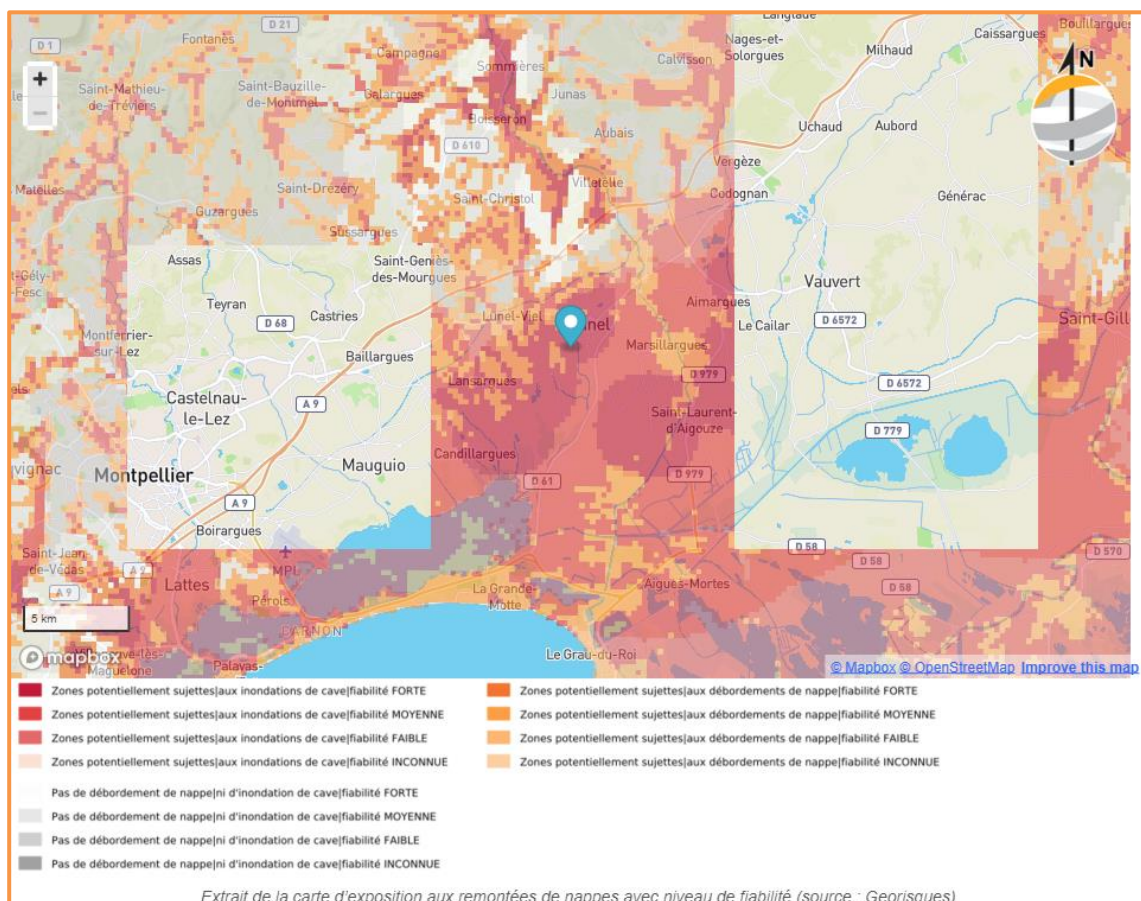 Langlade
Bouillargues
D 21
Caissargues
Fontanès
Nages-et-
Solorgues
D 1
Campagne
Milhaud
N
Sommières
Calvisson
+
Saint-Mathieu-
de-Tréviers
Saint-Bauzille-
de-Montmel
Galargues
Junas
−
Boisseron
Uchaud
Aubord
Aubais
D 610
Vergèze
Villetelle
Matelles
Saint-Drézéry
Saint-Christol
Codognan
Générac
Guzargues
Sussargues
Assas
Saint-Geniès-
des-Mourgues
t-Gély-
-Fesc
Vauvert
Teyran
Aimargues
Castries
Lunel-Viel
nel
Saint-Gill
D 68
Le Cailar
D 6572
Montferrier-
sur-Lez
Marsillargues
Baillargues
D 979
Lansargues
D 6572
Castelnau-
le-Lez
A 9
Saint-Laurent-
d'Aigouze
D 779
Candillargues
vignac
Montpellier
Mauguio
D 61
D 979
A 9
Boirargues
D 58
Saint-Jean
de-Védas
MPL
D 58
D 570
A 9
Lattes
Aigues-Mortes
A 9
Pérols
La Grande-
Motte
D 58
5 km
CARNON
mapbox
Palavas-
Maguelone
Le Grau-du-Roi
© Mapbox © OpenStreetMap Improve this map
Zones potentiellement sujettes|aux inondations de cave|fiabilité FORTE
Zones potentiellement sujettes|aux inondations de cave|fiabilité MOYENNE
Zones potentiellement sujettes|aux inondations de cave|fiabilité FAIBLE
Zones potentiellement sujettes|aux inondations de cave|fiabilité INCONNUE
Zones potentiellement sujettes|aux débordements de nappe|fiabilité FORTE
Zones potentiellement sujettes|aux débordements de nappe|fiabilité MOYENNE
Zones potentiellement sujettes|aux débordements de nappe|fiabilité FAIBLE
Zones potentiellement sujettes|aux débordements de nappe|fiabilité INCONNUE
Pas de débordement de nappe|ni d'inondation de cave|fiabilité FORTE
Pas de débordement de nappe|ni d'inondation de cave|fiabilité MOYENNE
Pas de débordement de nappe|ni d'inondation de cave|fiabilité FAIBLE
Pas de débordement de nappe|ni d'inondation de cave|fiabilité INCONNUE
Extrait de la carte d'exposition aux remontées de nappes avec niveau de fiabilité (source : Georisques)